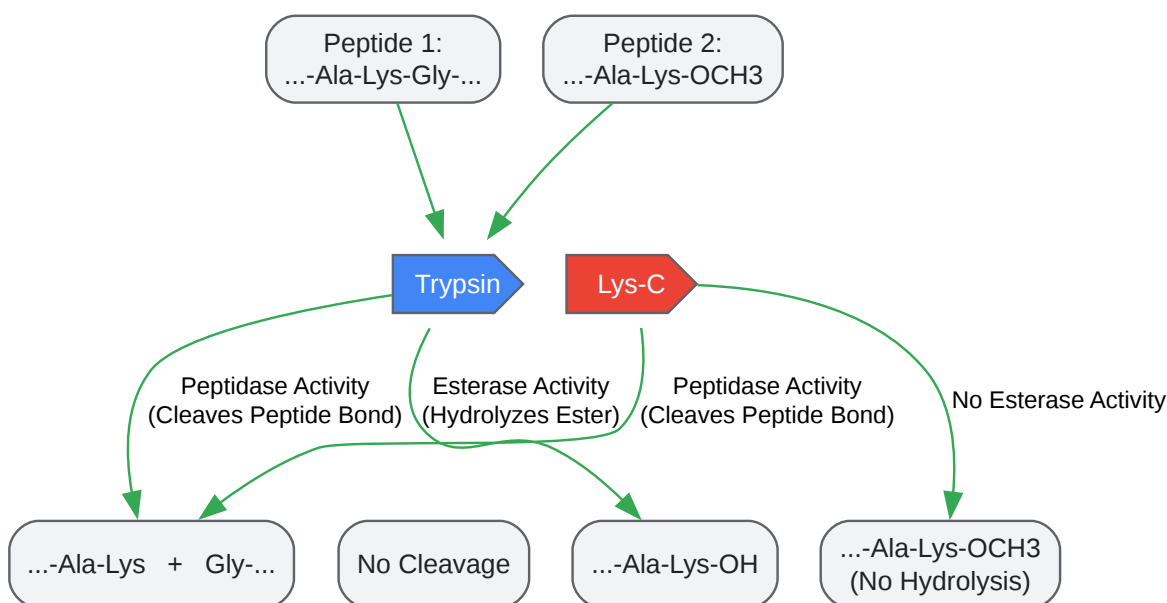 Peptide 1:
...-Ala-Lys-Gly-...
Peptide 2:
...-Ala-Lys-OCH3
Trypsin
Lys-C
Peptidase Activity
(Cleaves Peptide Bond)
Esterase Activity
(Hydrolyzes Ester)
Peptidase Activity
(Cleaves Peptide Bond)
No Esterase Activity
...-Ala-Lys + Gly-...
No Cleavage
...-Ala-Lys-OH
...-Ala-Lys-OCH3
(No Hydrolysis)